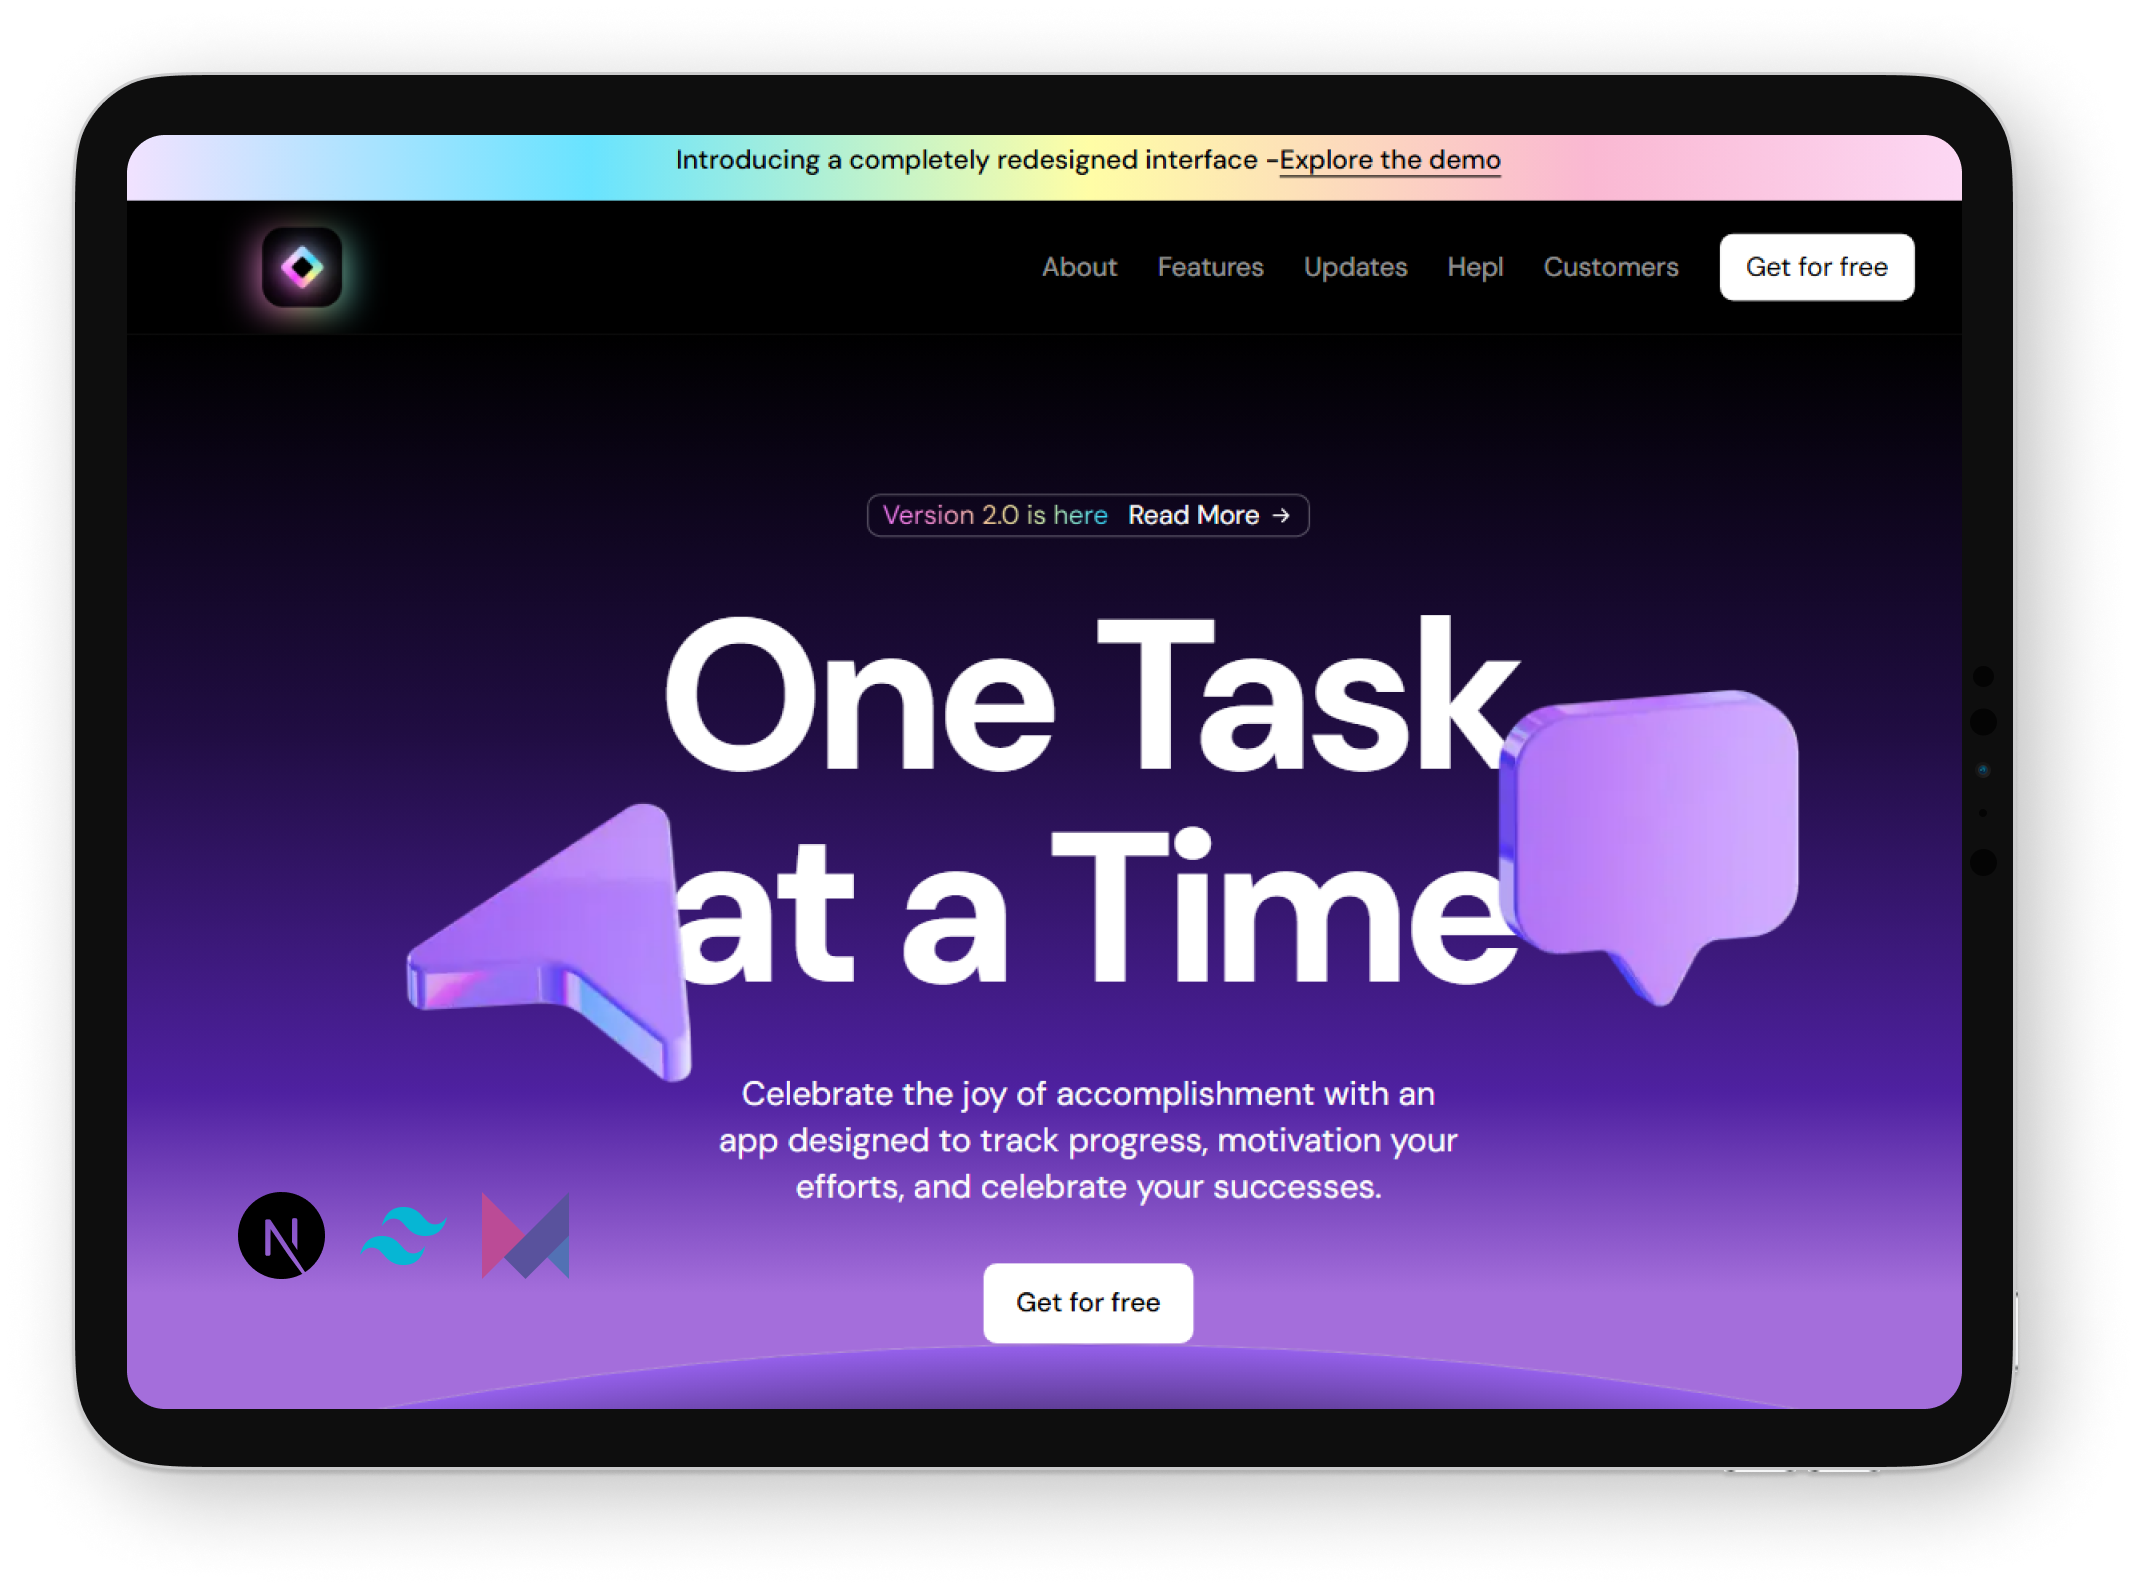 Introducing a completely redesigned interface -Explore the demo
About Features Updates Hepl Customers Get for free
Version 2.0 is here Read More →
One Task
at a Time
Celebrate the joy of accomplishment with an
app designed to track progress, motivation your
efforts, and celebrate your successes.
N
Get for free